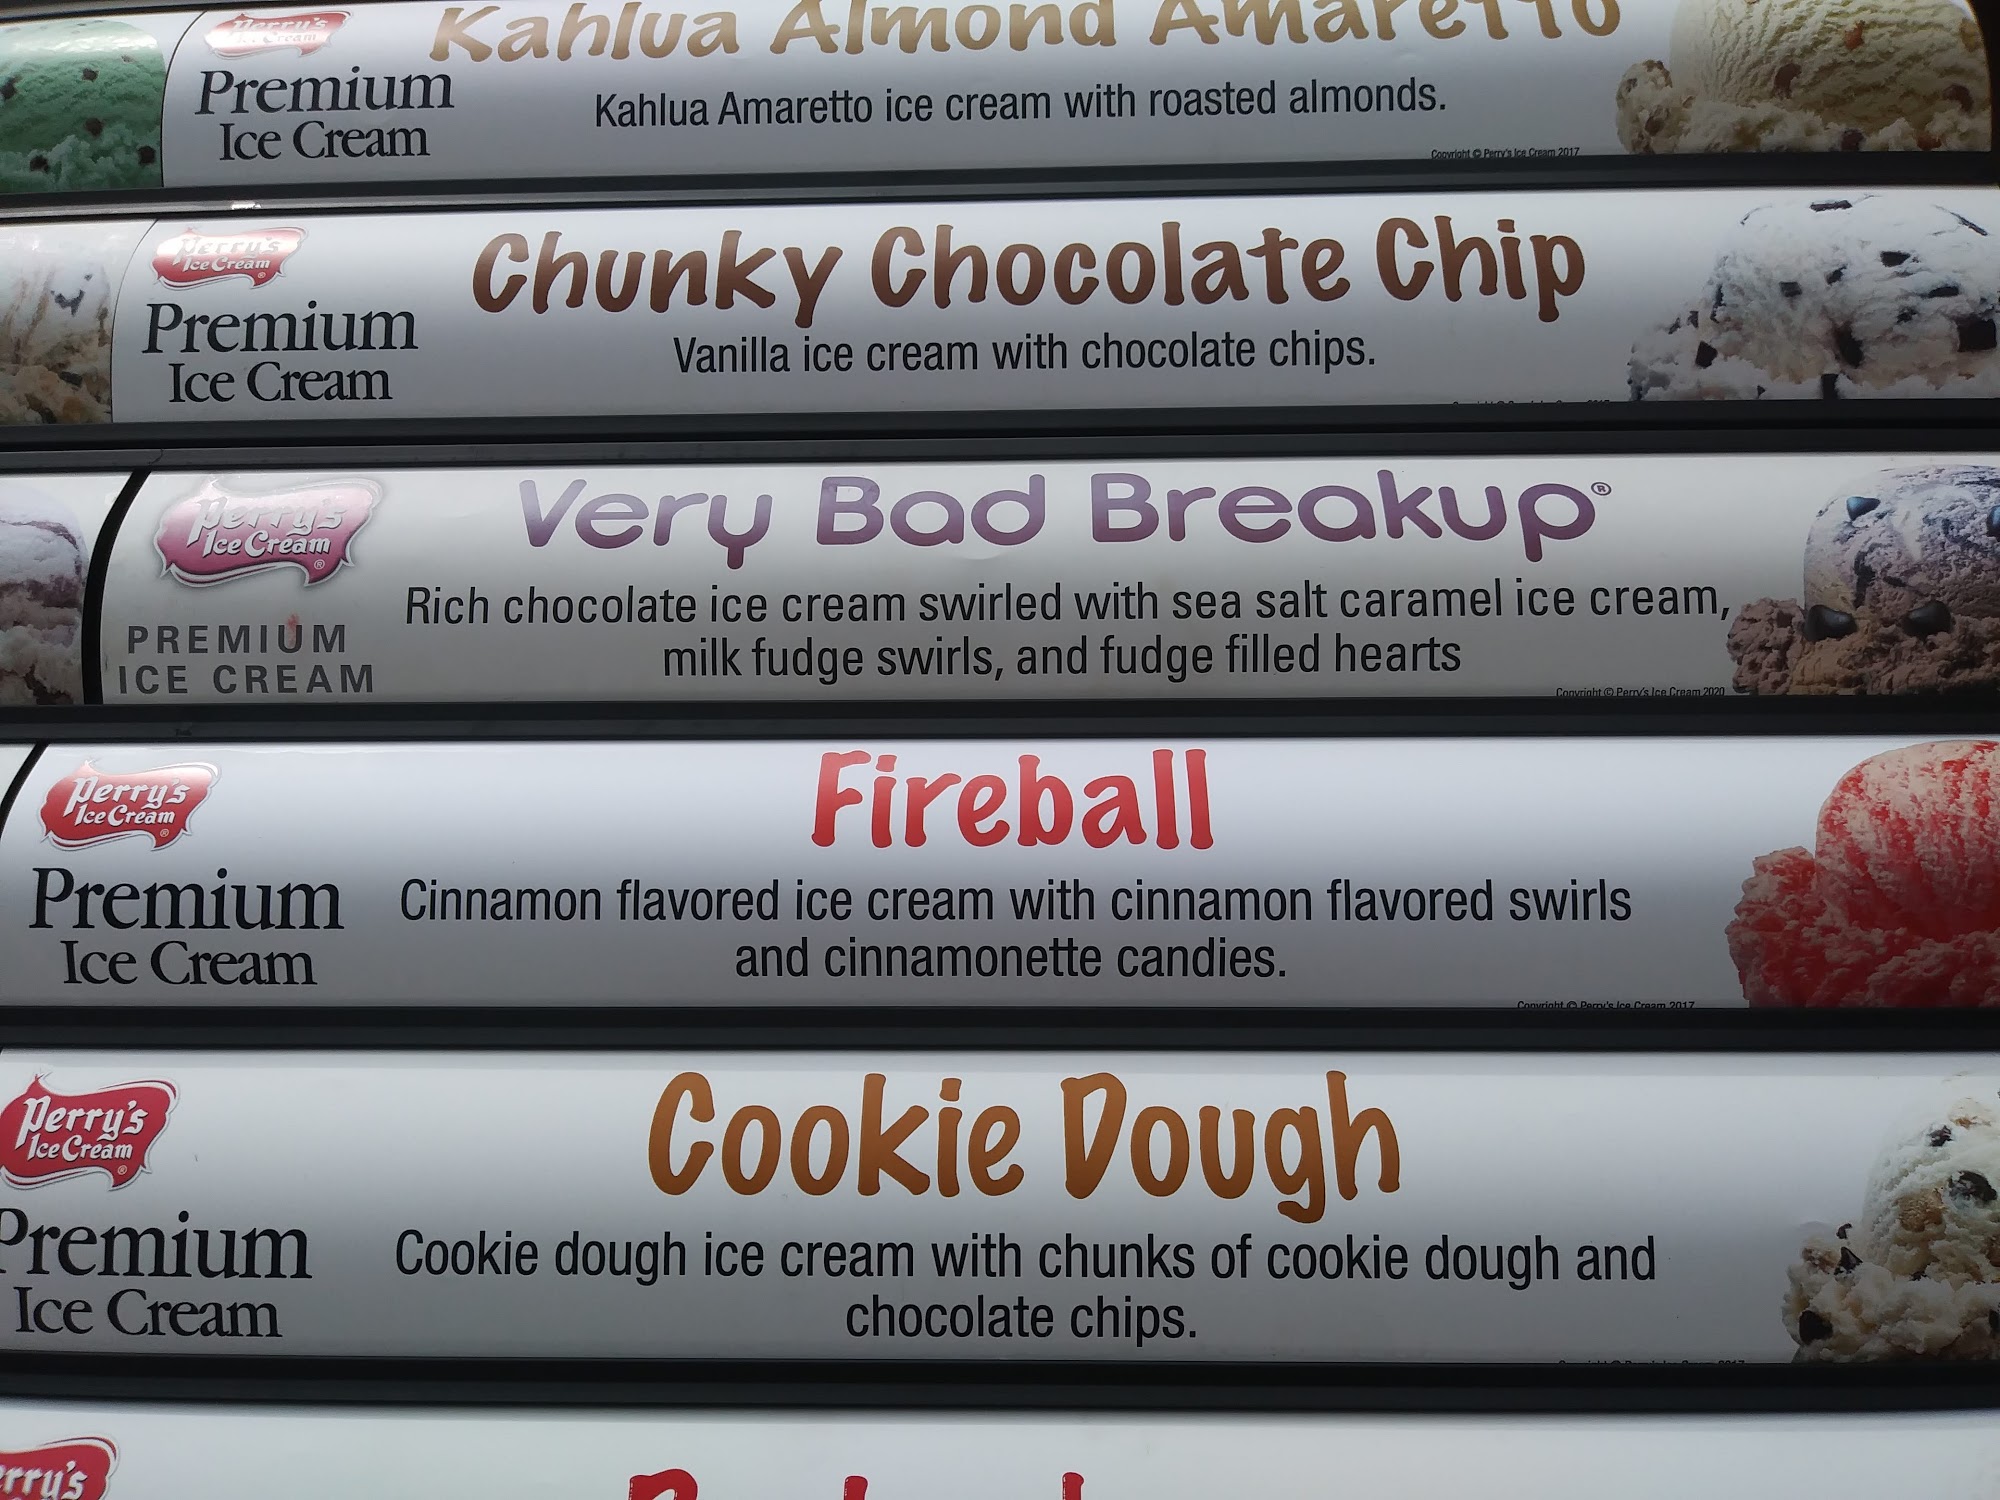 Perry's
Ice Cream
Premium
Ice Cream
Kahlua Almond Amaretto
Kahlua Amaretto ice cream with roasted almonds.
Copyright © Perry's Ice Cream 2017
Perry's
Ice Cream
®
Premium
Ice Cream
Chunky Chocolate Chip
Vanilla ice cream with chocolate chips.
Perry's
Ice Cream
®
PREMIUM
ICE CREAM
Very Bad Breakup®
Rich chocolate ice cream swirled with sea salt caramel ice cream,
milk fudge swirls, and fudge filled hearts
Copyright © Perry's Ice Cream 2020
Perry's
Ice Cream
®
Premium
Ice Cream
Fireball
Cinnamon flavored ice cream with cinnamon flavored swirls
and cinnamonette candies.
Copyright © Perry's Ice Cream 2017
Perry's
Ice Cream
®
Premium
Ice Cream
Cookie Dough
Cookie dough ice cream with chunks of cookie dough and
chocolate chips.
erry's